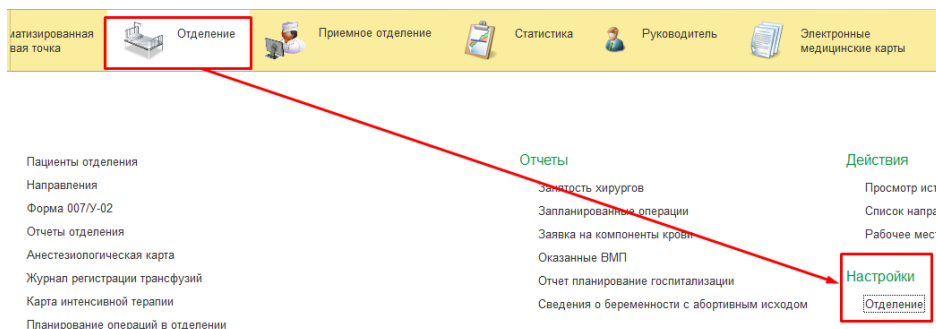 матизированная
вая точка
Отделение
Приемное отделение
Статистика
Руководитель
Электронные
медицинские карты
Пациенты отделения
Направления
Форма 007/У-02
Отчеты отделения
Анестезиологическая карта
Журнал регистрации трансфузий
Карта интенсивной терапии
Планирование операций в отделении
Отчеты
Занятость хирургов
Запланированные операции
Заявка на компоненты крови
Оказанные ВМП
Отчет планирование госпитализации
Сведения о беременности с абортивным исходом
Действия
Просмотр ист
Список напра
Рабочее мест
Настройки
Отделение